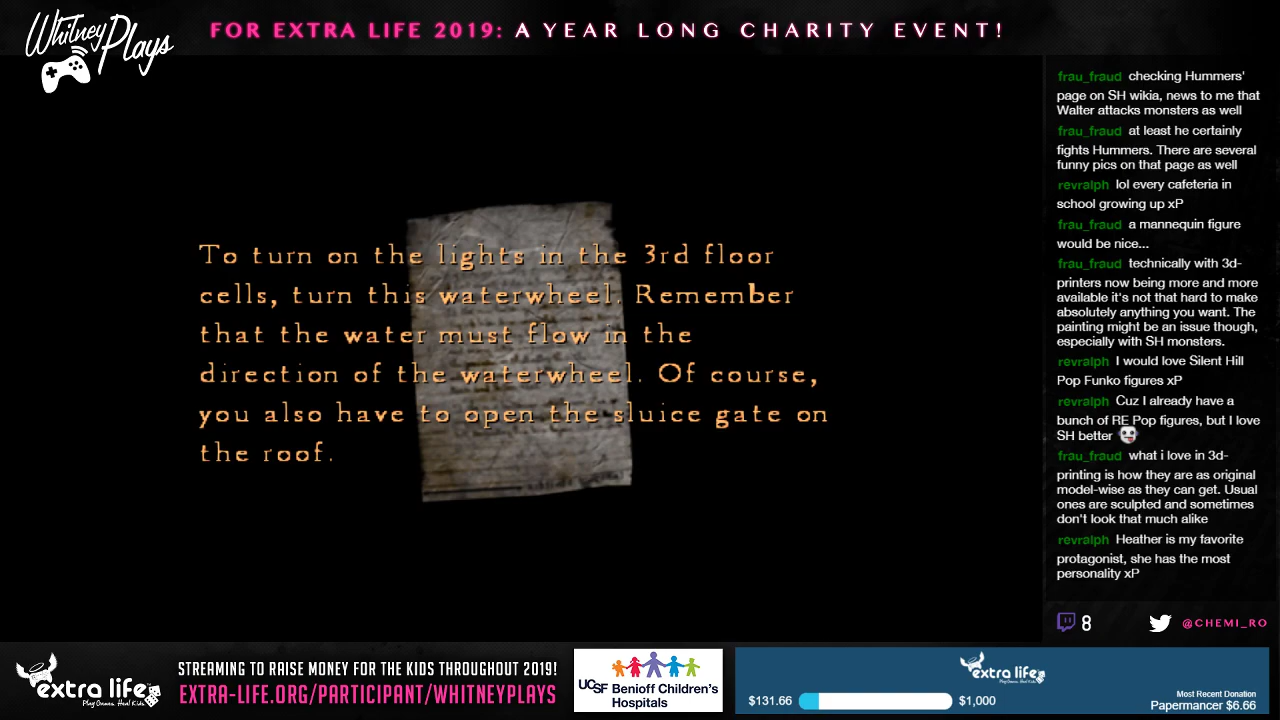 Whitney Plays
FOR EXTRA LIFE 2019: A YEAR LONG CHARITY EVENT!
To turn on the lights in the 3rd floor
cells, turn this waterwheel. Remember
that the water must flow in the
direction of the waterwheel. Of course,
you also have to open the sluice gate on
the roof.
frau_fraud checking Hummers'
page on SH wikia, news to me that
Walter attacks monsters as well
frau_fraud at least he certainly
fights Hummers. There are several
funny pics on that page as well
revralph lol every cafeteria in
school growing up xP
frau_fraud a mannequin figure
would be nice...
frau_fraud technically with 3d-
printers now being more and more
available it's not that hard to make
absolutely anything you want. The
painting might be an issue though,
especially with SH monsters.
revralph I would love Silent Hill
Pop Funko figures xP
revralph Cuz I already have a
bunch of RE Pop figures, but I love
SH better
frau_fraud what i love in 3d-
printing is how they are as original
model-wise as they can get. Usual
ones are sculpted and sometimes
don't look that much alike
revralph Heather is my favorite
protagonist, she has the most
personality xP
8
@CHEMI_RO
extra life
Play Games. Heal Kids.
STREAMING TO RAISE MONEY FOR THE KIDS THROUGHOUT 2019!
EXTRA-LIFE.ORG/PARTICIPANT/WHITNEYPLAYS
UCSF Benioff Children's
Hospitals
extra life
$131.66
$1,000
Most Recent Donation
Papermancer $6.66